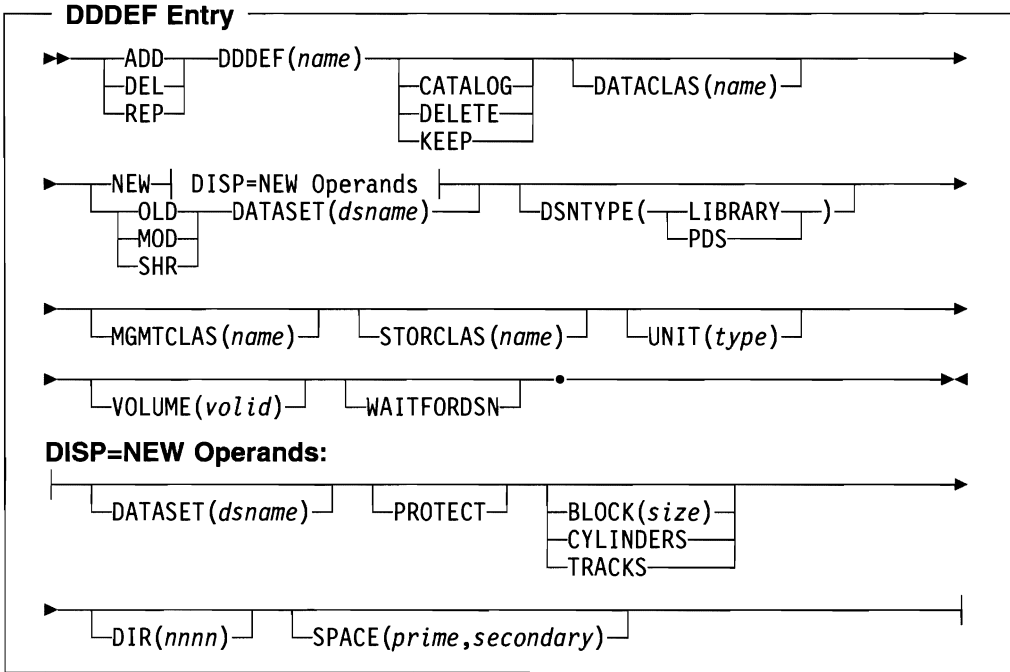 DDDEF Entry
ADD DDDEF(name)
DEL CATALOG DATACLAS(name)
REP DELETE
KEEP
NEW DISP=NEW Operands
OLD DATASET(dsname) DSNTYPE( LIBRARY )
MOD PDS
SHR
MGMTCLAS(name) STORCLAS(name) UNIT(type)
VOLUME(volid) WAITFORDSN
DISP=NEW Operands:
DATASET(dsname) PROTECT BLOCK(size)
CYLINDERS
TRACKS
DIR(nnnn) SPACE(prime,secondary)